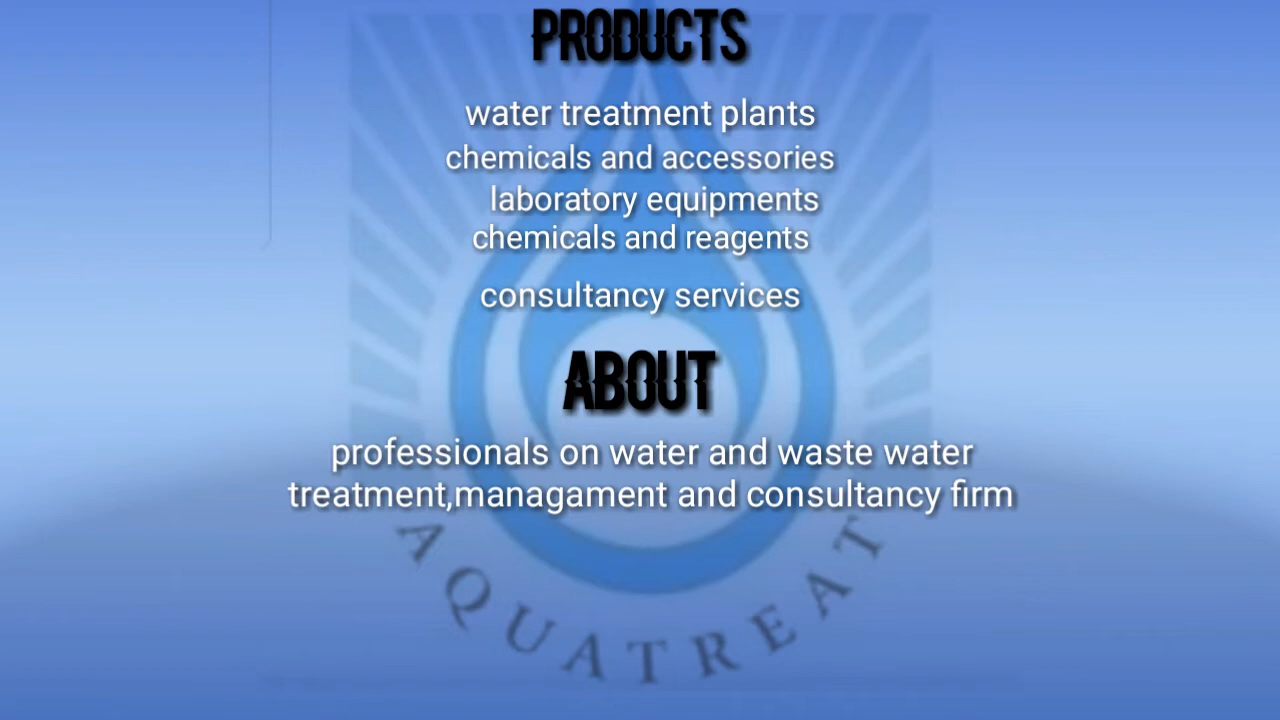 PRODUCTS
water treatment plants
chemicals and accessories
laboratory equipments
chemicals and reagents
consultancy services
ABOUT
professionals on water and waste water
treatment,managament and consultancy firm
AQUATREAT